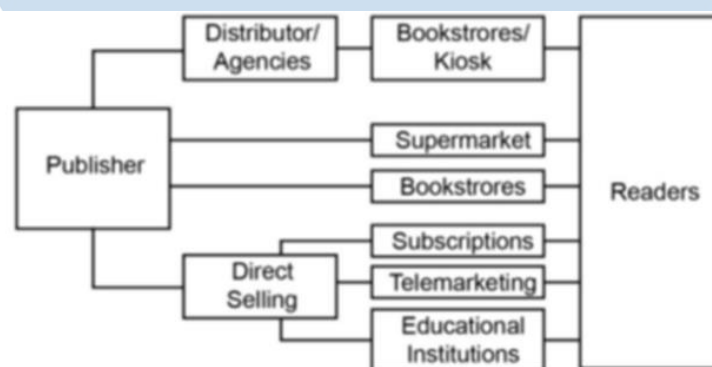 Distributor/
Agencies
Bookstrores/
Kiosk
Publisher
Supermarket
Bookstrores
Readers
Subscriptions
Direct
Selling
Telemarketing
Educational
Institutions